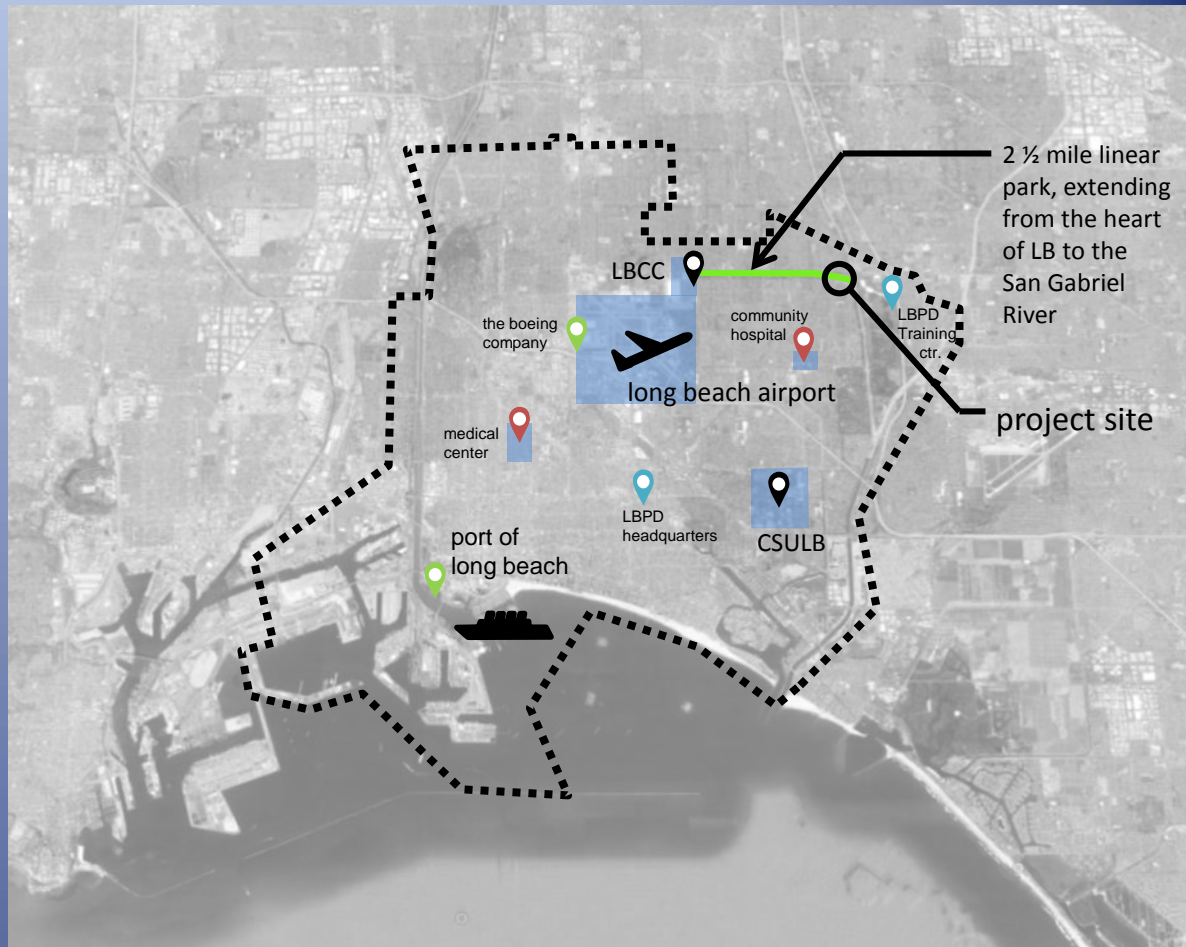 2 ½ mile linear
park, extending
from the heart
of LB to the
San Gabriel
River
LBCC
LBPD
Training
ctr.
the boeing
company
community
hospital
long beach airport
project site
medical
center
LBPD
headquarters
CSULB
port of
long beach